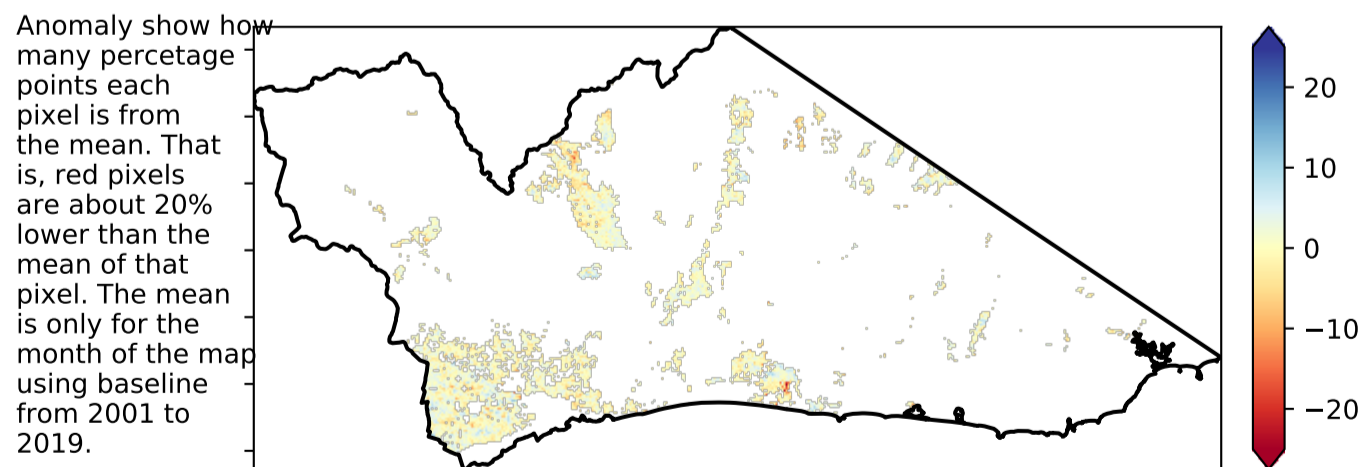 Anomaly show how
many percetage
points each
pixel is from
the mean. That
is, red pixels
are about 20%
lower than the
mean of that
pixel. The mean
is only for the
month of the map
using baseline
from 2001 to
2019.
20
10
0
−10
−20